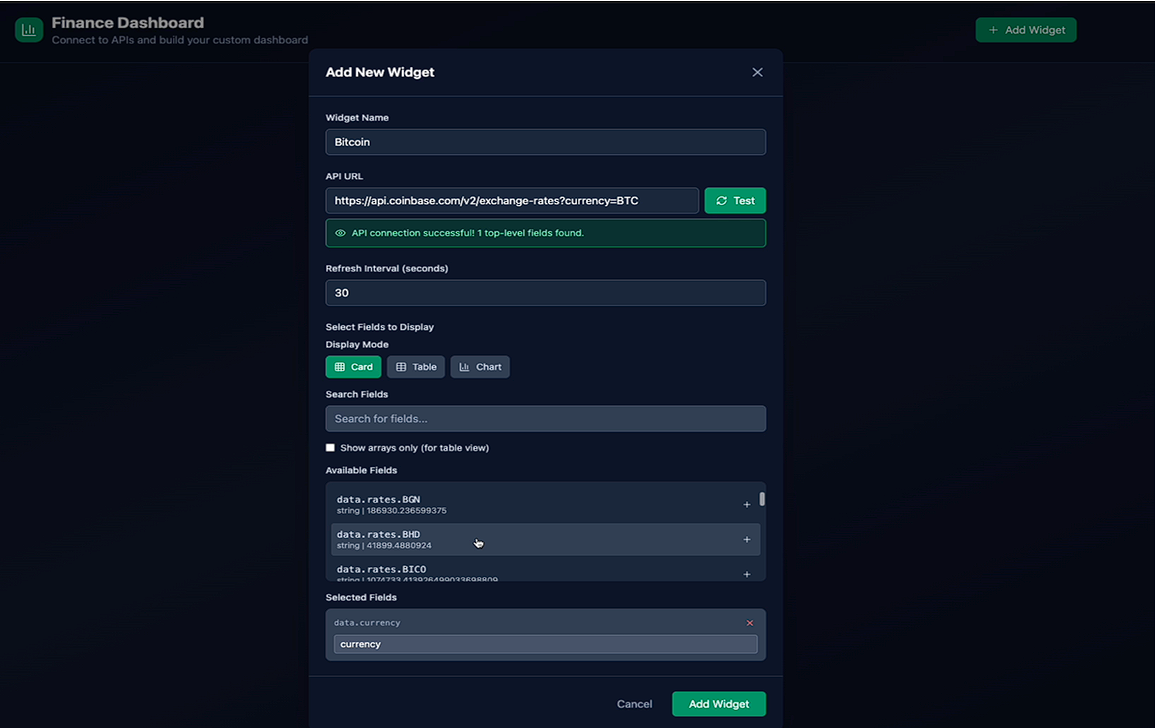 Finance Dashboard
Connect to APIs and build your custom dashboard
+ Add Widget
Add New Widget
Widget Name
Bitcoin
API URL
https://api.coinbase.com/v2/exchange-rates?currency=BTC
Test
API connection successful! 1 top-level fields found.
Refresh Interval (seconds)
30
Select Fields to Display
Display Mode
Card Table Chart
Search Fields
Search for fields...
Show arrays only (for table view)
Available Fields
data.rates.BGN
string | 186930.236599375
data.rates.BHD
string | 41899.4880924
data.rates.BICO
string | 1074733.413926499033698809
Selected Fields
data.currency
currency
Cancel Add Widget